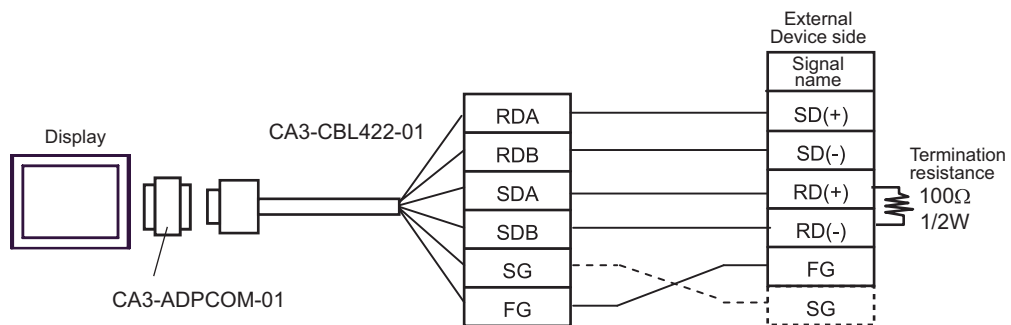 External
Device side
Signal
name
CA3-CBL422-01
Display
RDA
SD(+)
RDB
SD(-)
SDA
RD(+)
SDB
RD(-)
SG
FG
FG
SG
Termination
resistance
100Ω
1/2W
CA3-ADPCOM-01